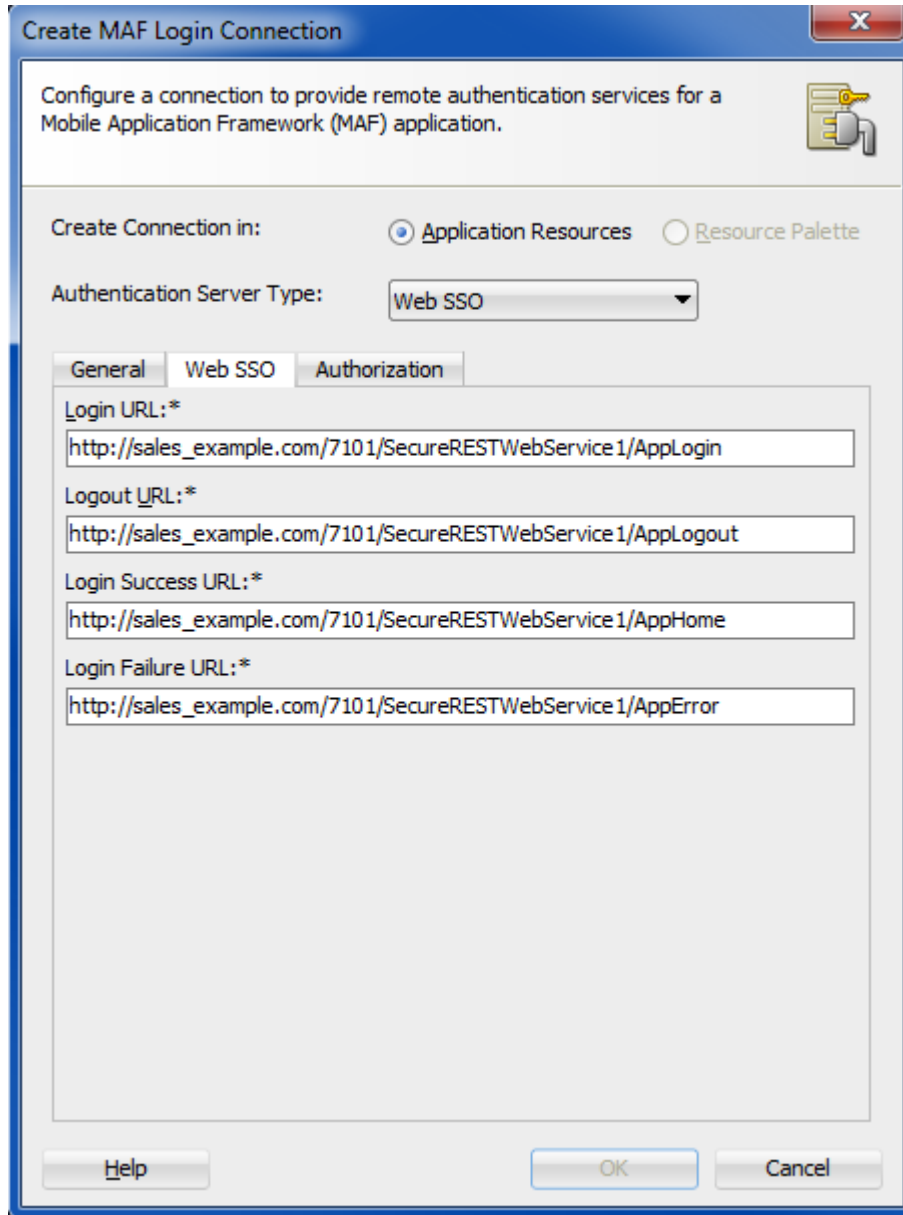 Create MAF Login Connection
x
Configure a connection to provide remote authentication services for a
Mobile Application Framework (MAF) application.
Create Connection in: Application Resources Resource Palette
Authentication Server Type: Web SSO
General Web SSO Authorization
Login URL:*
http://sales_example.com/7101/SecureRESTWebService1/AppLogin
Logout URL:*
http://sales_example.com/7101/SecureRESTWebService1/AppLogout
Login Success URL:*
http://sales_example.com/7101/SecureRESTWebService1/AppHome
Login Failure URL:*
http://sales_example.com/7101/SecureRESTWebService1/AppError
Help OK Cancel